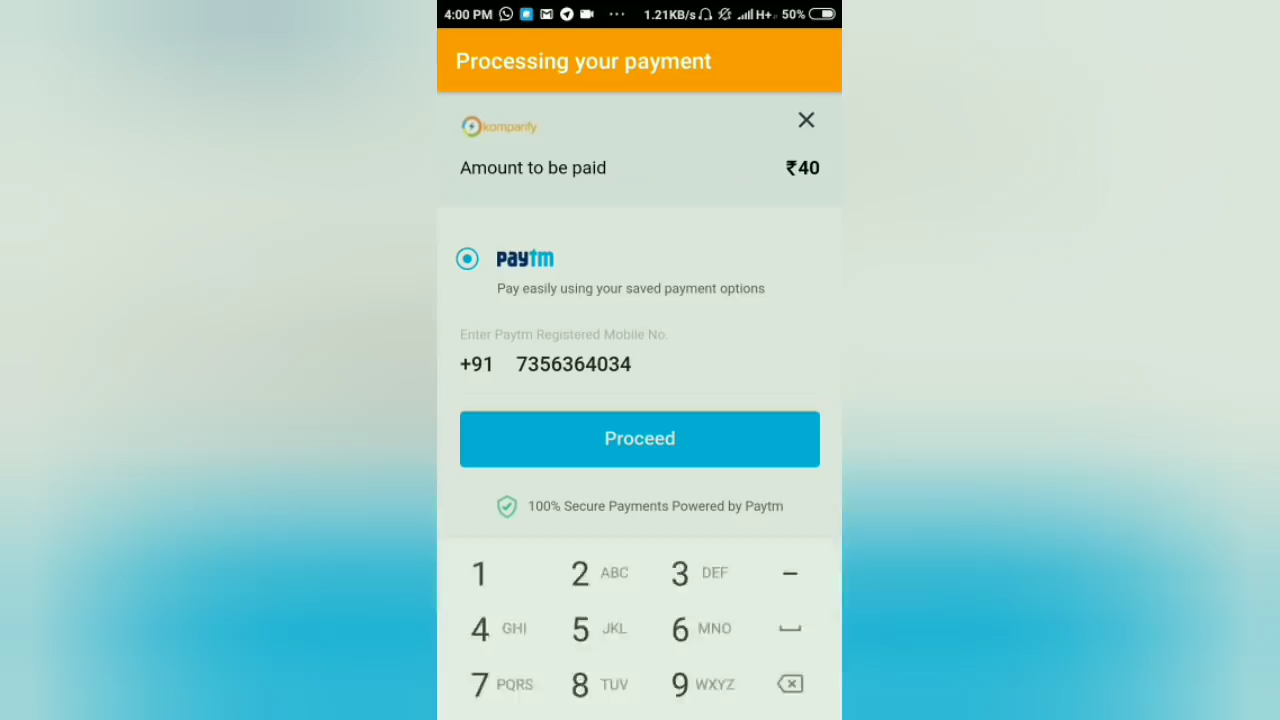 4:00 PM ... 1.21KB/s H+ 50%
Processing your payment
komparify
Amount to be paid ₹40
paytm
Pay easily using your saved payment options
Enter Paytm Registered Mobile No.
+91 7356364034
Proceed
100% Secure Payments Powered by Paytm
1 2 ABC 3 DEF –
4 GHI 5 JKL 6 MNO
7 PQRS 8 TUV 9 WXYZ